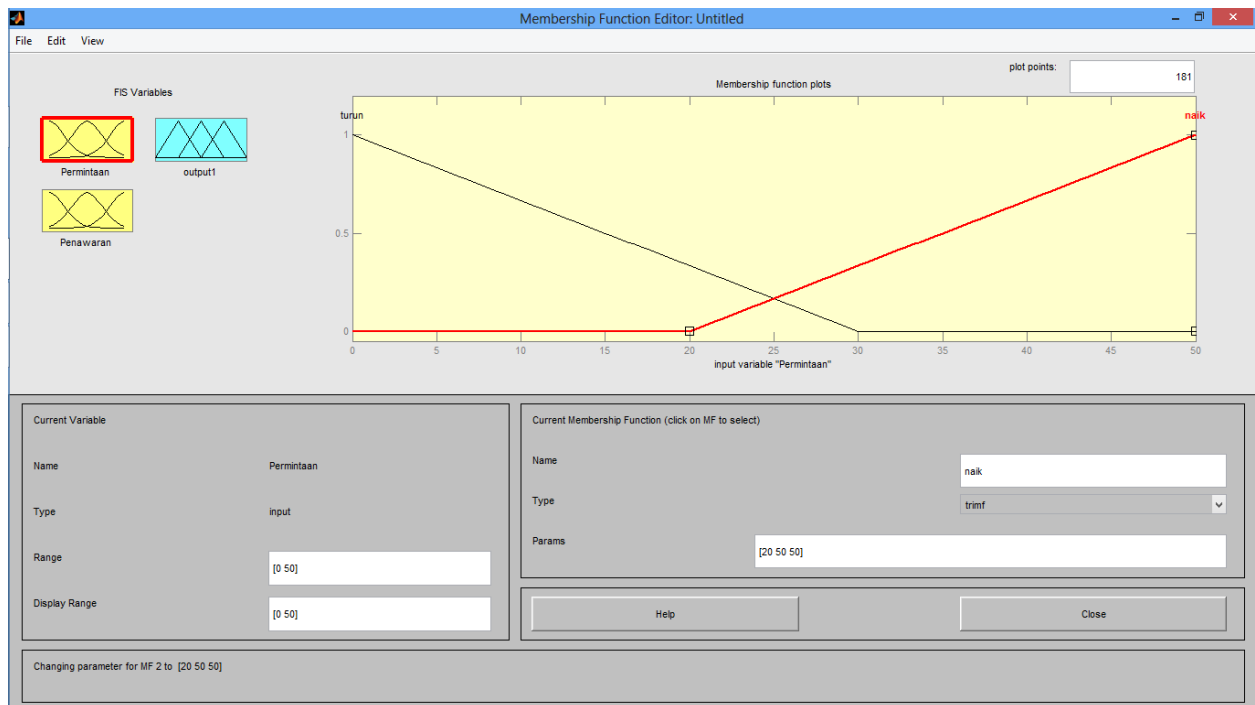 Membership Function Editor: Untitled
File Edit View
FIS Variables
Permintaan
output1
Penawaran
plot points:
181
Membership function plots
turun
naik
1
0.5
0
0 5 10 15 20 25 30 35 40 45 50
input variable "Permintaan"
Current Variable
Name Permintaan
Type input
Range [0 50]
Display Range [0 50]
Current Membership Function (click on MF to select)
Name naik
Type trimf
Params [20 50 50]
Help Close
Changing parameter for MF 2 to [20 50 50]